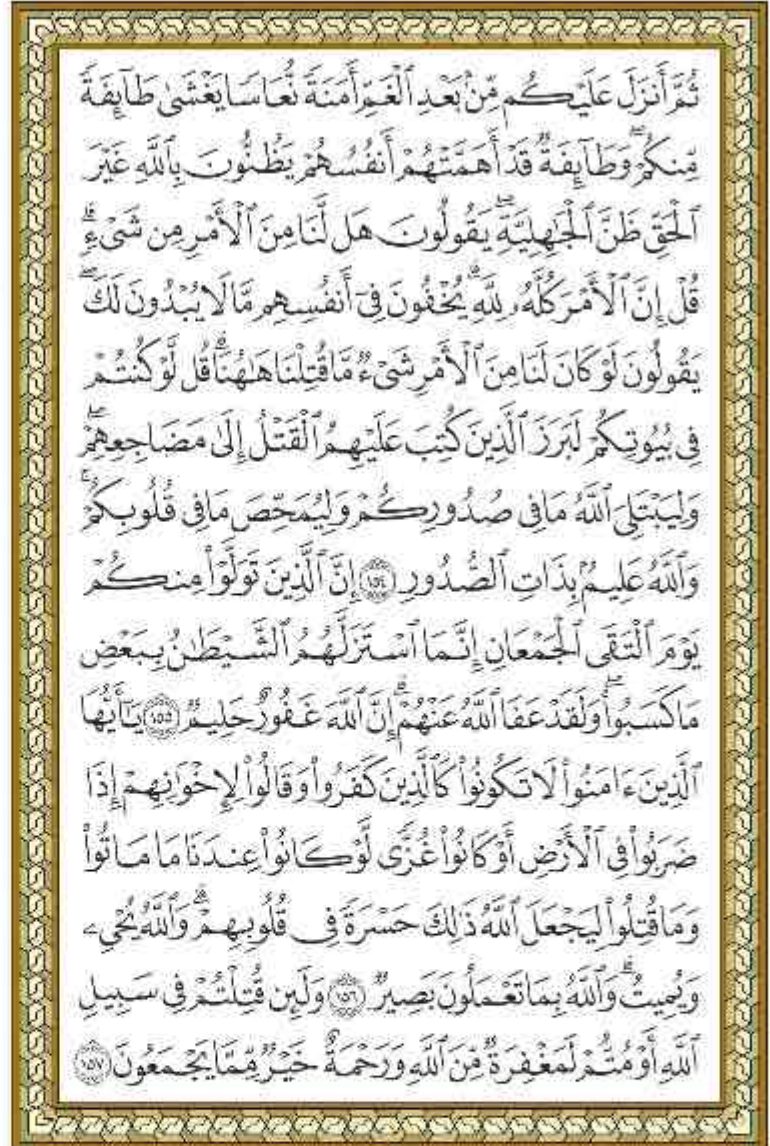 ثُمَّ أَنزَلَ عَلَيۡكُم مِّنۢ بَعۡدِ ٱلۡغَمِّ أَمَنَةٗ نُّعَاسٗا يَغۡشَىٰ طَآئِفَةٗ
مِّنكُمۡۖ وَطَآئِفَةٞ قَدۡ أَهَمَّتۡهُمۡ أَنفُسُهُمۡ يَظُنُّونَ بِٱللَّهِ غَيۡرَ
ٱلۡحَقِّ ظَنَّ ٱلۡجَٰهِلِيَّةِۖ يَقُولُونَ هَل لَّنَا مِنَ ٱلۡأَمۡرِ مِن شَيۡءٖۗ
قُلۡ إِنَّ ٱلۡأَمۡرَ كُلَّهُۥ لِلَّهِۗ يُخۡفُونَ فِيٓ أَنفُسِهِم مَّا لَا يُبۡدُونَ لَكَۖ
يَقُولُونَ لَوۡ كَانَ لَنَا مِنَ ٱلۡأَمۡرِ شَيۡءٞ مَّا قُتِلۡنَا هَٰهُنَاۗ قُل لَّوۡ كُنتُمۡ
فِي بُيُوتِكُمۡ لَبَرَزَ ٱلَّذِينَ كُتِبَ عَلَيۡهِمُ ٱلۡقَتۡلُ إِلَىٰ مَضَاجِعِهِمۡۖ
وَلِيَبۡتَلِيَ ٱللَّهُ مَا فِي صُدُورِكُمۡ وَلِيُمَحِّصَ مَا فِي قُلُوبِكُمۡۚ
وَٱللَّهُ عَلِيمُۢ بِذَاتِ ٱلصُّدُورِ ١٥٤ إِنَّ ٱلَّذِينَ تَوَلَّوۡاْ مِنكُمۡ
يَوۡمَ ٱلۡتَقَى ٱلۡجَمۡعَانِ إِنَّمَا ٱسۡتَزَلَّهُمُ ٱلشَّيۡطَٰنُ بِبَعۡضِ
مَا كَسَبُواْۖ وَلَقَدۡ عَفَا ٱللَّهُ عَنۡهُمۡۗ إِنَّ ٱللَّهَ غَفُورٌ حَلِيمٞ ١٥٥ يَٰٓأَيُّهَا
ٱلَّذِينَ ءَامَنُواْ لَا تَكُونُواْ كَٱلَّذِينَ كَفَرُواْ وَقَالُواْ لِإِخۡوَٰنِهِمۡ إِذَا
ضَرَبُواْ فِي ٱلۡأَرۡضِ أَوۡ كَانُواْ غُزّٗى لَّوۡ كَانُواْ عِندَنَا مَا مَاتُواْ
وَمَا قُتِلُواْ لِيَجۡعَلَ ٱللَّهُ ذَٰلِكَ حَسۡرَةٗ فِي قُلُوبِهِمۡۗ وَٱللَّهُ يُحۡيِۦ
وَيُمِيتُۗ وَٱللَّهُ بِمَا تَعۡمَلُونَ بَصِيرٞ ١٥٦ وَلَئِن قُتِلۡتُمۡ فِي سَبِيلِ
ٱللَّهِ أَوۡ مُتُّمۡ لَمَغۡفِرَةٞ مِّنَ ٱللَّهِ وَرَحۡمَةٌ خَيۡرٞ مِّمَّا يَجۡمَعُونَ ١٥٧